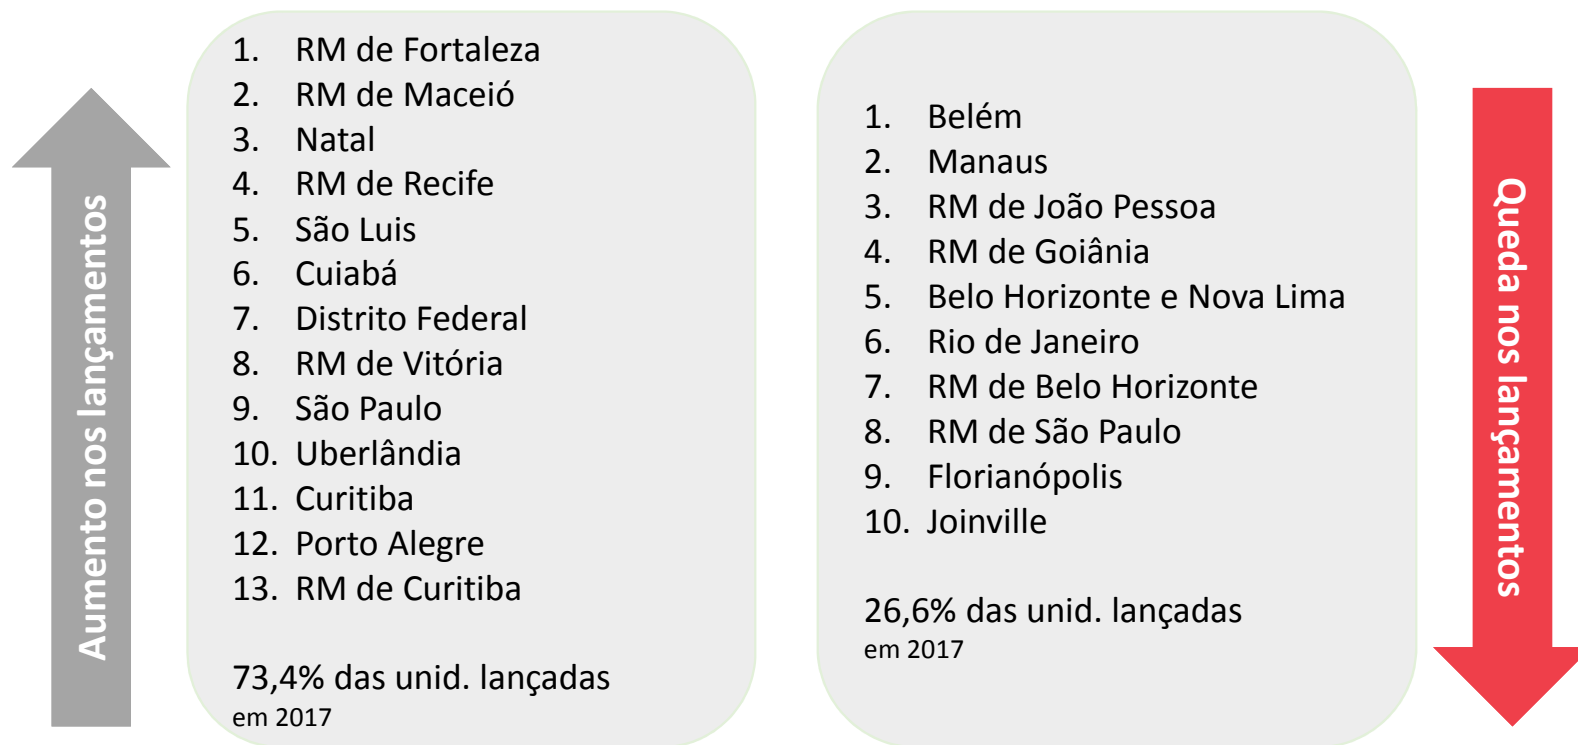 Aumento nos lançamentos
1. RM de Fortaleza
2. RM de Maceió
3. Natal
4. RM de Recife
5. São Luis
6. Cuiabá
7. Distrito Federal
8. RM de Vitória
9. São Paulo
10. Uberlândia
11. Curitiba
12. Porto Alegre
13. RM de Curitiba
73,4% das unid. lançadas
em 2017
1. Belém
2. Manaus
3. RM de João Pessoa
4. RM de Goiânia
5. Belo Horizonte e Nova Lima
6. Rio de Janeiro
7. RM de Belo Horizonte
8. RM de São Paulo
9. Florianópolis
10. Joinville
26,6% das unid. lançadas
em 2017
Queda nos lançamentos